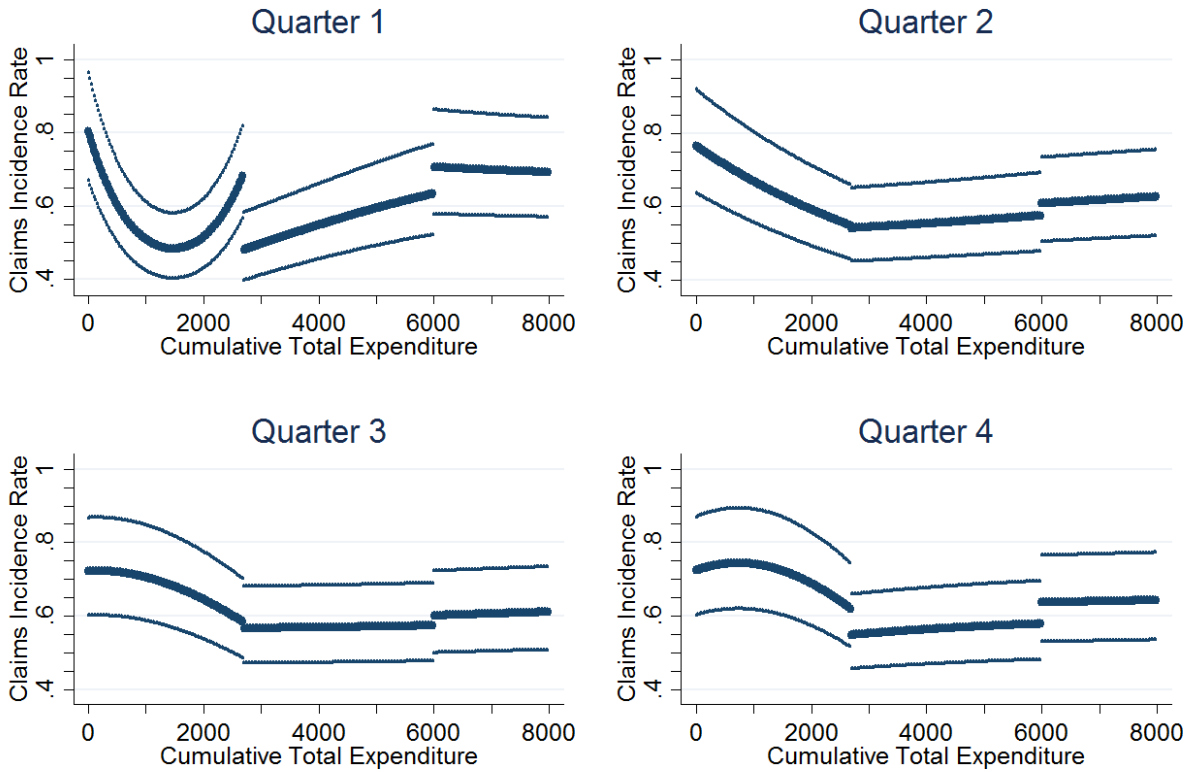 Quarter 1
Claims Incidence Rate
1
.8
.6
.4
0 2000 4000 6000 8000
Cumulative Total Expenditure
Quarter 2
Claims Incidence Rate
1
.8
.6
.4
0 2000 4000 6000 8000
Cumulative Total Expenditure
Quarter 3
Claims Incidence Rate
1
.8
.6
.4
0 2000 4000 6000 8000
Cumulative Total Expenditure
Quarter 4
Claims Incidence Rate
1
.8
.6
.4
0 2000 4000 6000 8000
Cumulative Total Expenditure